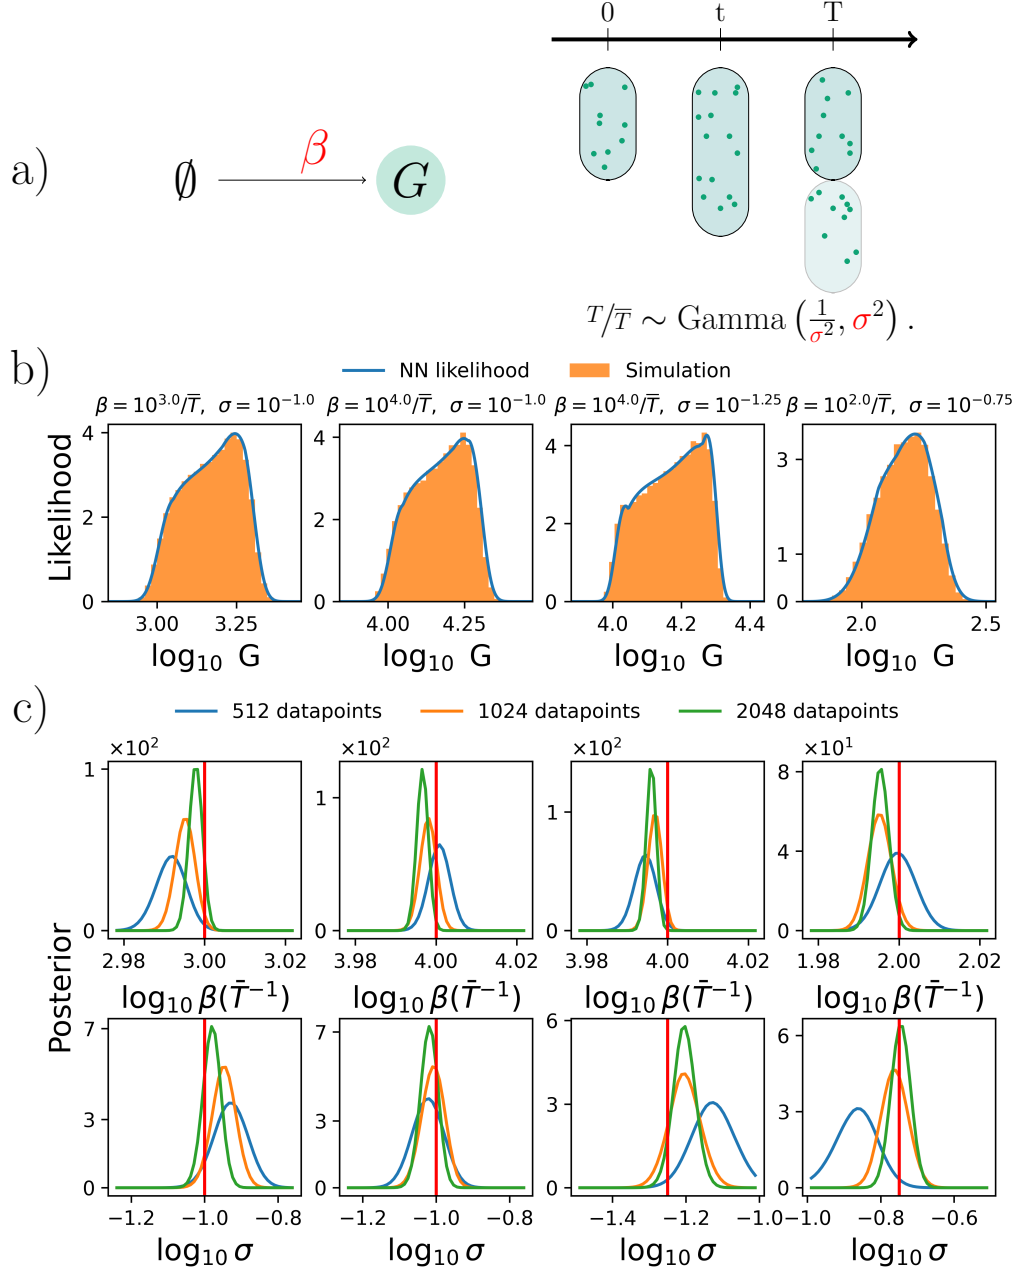 0 t T
a)
∅ β G
T/T̅ ∼ Gamma (1/σ², σ²) .
b)
NN likelihood Simulation
β = 10^3.0/T̅, σ = 10^−1.0 β = 10^4.0/T̅, σ = 10^−1.0 β = 10^4.0/T̅, σ = 10^−1.25 β = 10^2.0/T̅, σ = 10^−0.75
Likelihood
4 2 0
4 2 0
4 2 0
3 1 0
3.00 3.25 4.00 4.25 4.0 4.2 4.4 2.0 2.5
log₁₀ G log₁₀ G log₁₀ G log₁₀ G
c)
512 datapoints 1024 datapoints 2048 datapoints
Posterior
×10² ×10² ×10² ×10¹
1 0
1 0
1 0
8 4 0
2.98 3.00 3.02 3.98 4.00 4.02 3.98 4.00 4.02 1.98 2.00 2.02
log₁₀ β(T̄⁻¹) log₁₀ β(T̄⁻¹) log₁₀ β(T̄⁻¹) log₁₀ β(T̄⁻¹)
7 3 0
7 3 0
6 3 0
6 3 0
−1.2 −1.0 −0.8 −1.2 −1.0 −0.8 −1.4 −1.2 −1.0 −1.0 −0.8 −0.6
log₁₀ σ log₁₀ σ log₁₀ σ log₁₀ σ